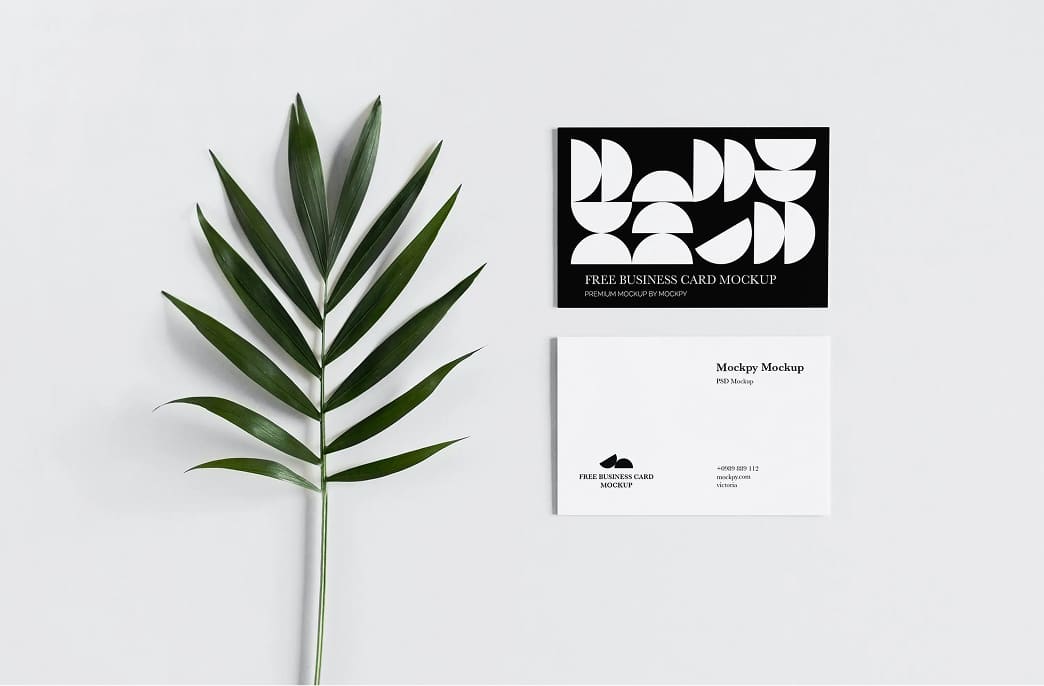 FREE BUSINESS CARD MOCKUP
PREMIUM MOCKUP BY MOCKPY
Mockpy Mockup
PSD Mockup
FREE BUSINESS CARD
MOCKUP
+0989 889 112
mockpy.com
victoria